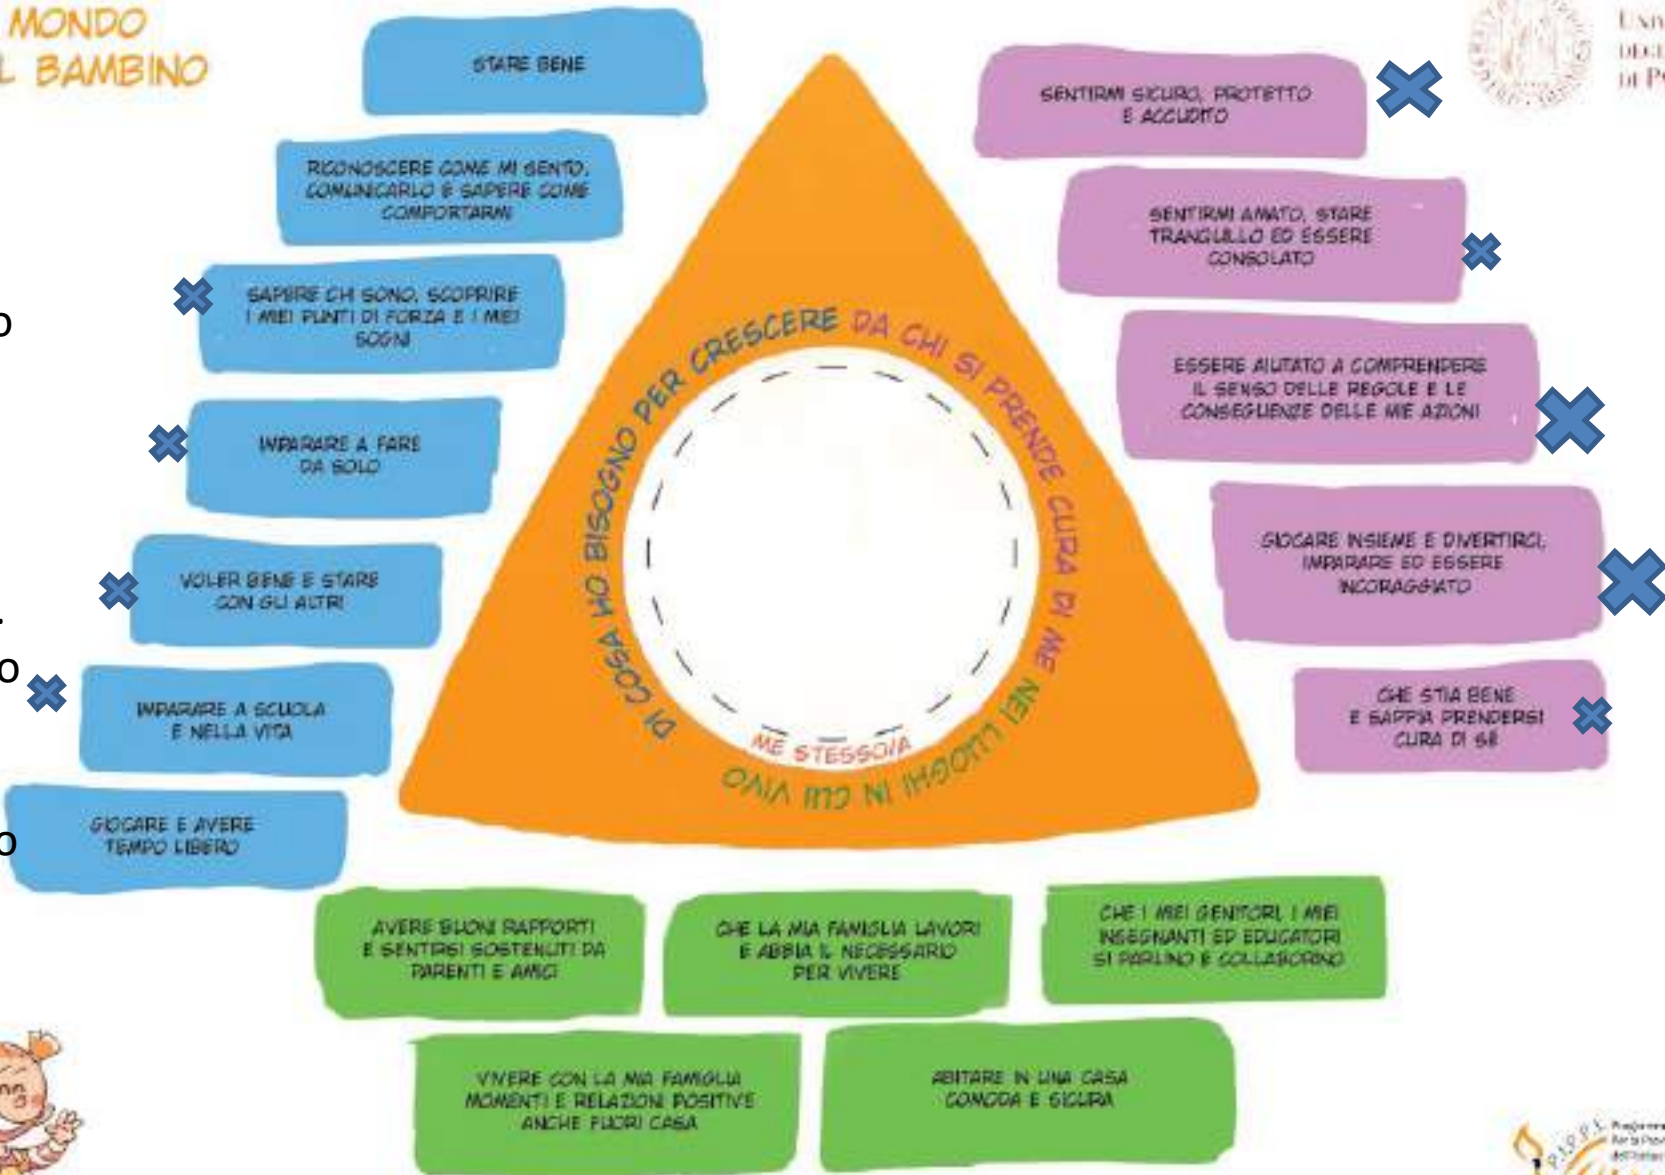 MONDO
L BAMBINO
STARE BENE
RICONOSCERE COME MI SENTO,
COMUNICARLO E SAPERE COME
COMPORTARMI
SAPERE CHI SONO, SCOPRIRE
I MIEI PUNTI DI FORZA E I MIEI
SOGNI
IMPARARE A FARE
DA SOLO
VOLER BENE E STARE
CON GLI ALTRI
IMPARARE A SCUOLA
E NELLA VITA
GIOCARE E AVERE
TEMPO LIBERO
o
.
o
o
DI COSA HO BISOGNO PER CRESCERE
DA CHI SI PRENDE CURA DI ME
NEI LUOGHI IN CUI VIVO
ME STESSO/A
SENTIRMI SICURO, PROTETTO
E ACCUDITO
SENTIRMI AMATO, STARE
TRANQUILLO ED ESSERE
CONSOLATO
ESSERE AIUTATO A COMPRENDERE
IL SENSO DELLE REGOLE E LE
CONSEGUENZE DELLE MIE AZIONI
GIOCARE INSIEME E DIVERTIRCI,
IMPARARE ED ESSERE
INCORAGGIATO
CHE STIA BENE
E SAPPIA PRENDERSI
CURA DI SÉ
AVERE BUONI RAPPORTI
E SENTIRSI SOSTENUTI DA
PARENTI E AMICI
CHE LA MIA FAMIGLIA LAVORI
E ABBIA IL NECESSARIO
PER VIVERE
CHE I MIEI GENITORI, I MIEI
INSEGNANTI ED EDUCATORI
SI PARLINO E COLLABORINO
VIVERE CON LA MIA FAMIGLIA
MOMENTI E RELAZIONI POSITIVE
ANCHE FUORI CASA
ABITARE IN UNA CASA
COMODA E SICURA
P.I.P.P.I.